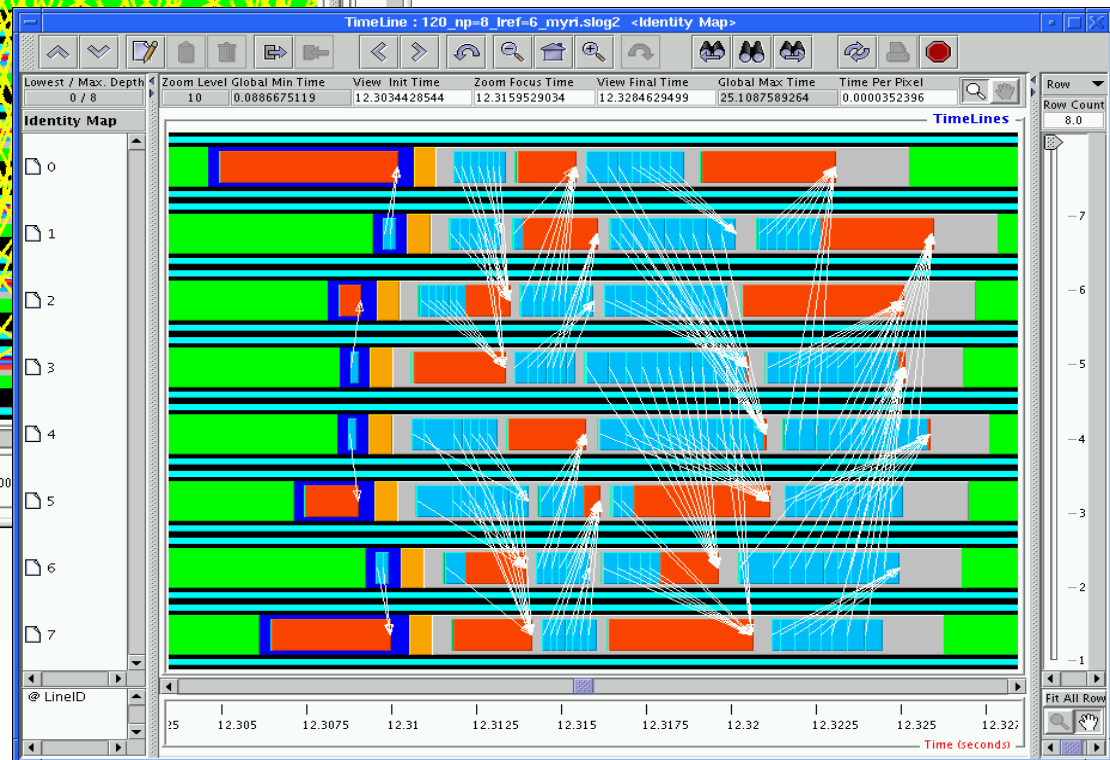 TimeLine : 120_np=8_lref=6_myri.slog2 <Identity Map>
Lowest / Max. Depth
0 / 8
Zoom Level Global Min Time View Init Time Zoom Focus Time View Final Time Global Max Time Time Per Pixel
10 0.0886675119 12.3034428544 12.3159529034 12.3284629499 25.1087589264 0.0000352396
Row
Row Count
8.0
Identity Map
TimeLines
0
1
2
3
4
5
6
7
-7
-6
-5
-4
-3
-2
-1
@ LineID
Fit All Row
12.305 12.3075 12.31 12.3125 12.315 12.3175 12.32 12.3225 12.325 12.327
Time (seconds)